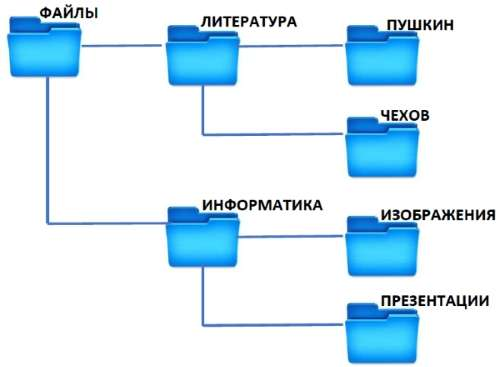 ФАЙЛЫ
ЛИТЕРАТУРА
ПУШКИН
ЧЕХОВ
ИНФОРМАТИКА
ИЗОБРАЖЕНИЯ
ПРЕЗЕНТАЦИИ